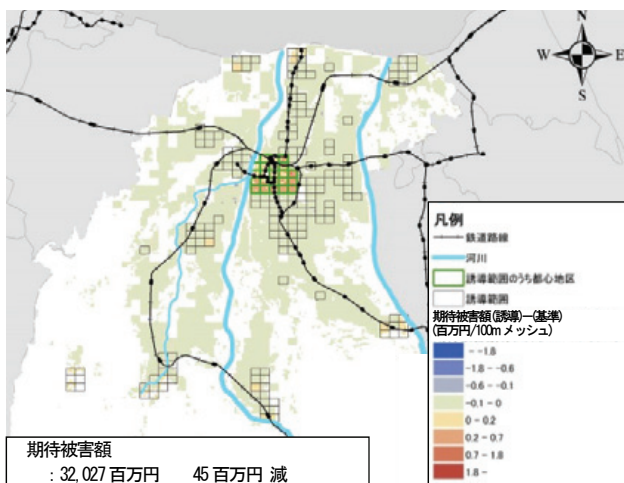 N
W E
S
凡例
鉄道路線
河川
誘導範囲のうち都心地区
誘導範囲
期待被害額(誘導)ー(基準)
(百万円/100m メッシュ)
- -1.8
-1.8 - -0.6
-0.6 - -0.1
-0.1 - 0
0 - 0.2
0.2 - 0.7
0.7 - 1.8
1.8 -
期待被害額
: 32,027 百万円 45 百万円 減